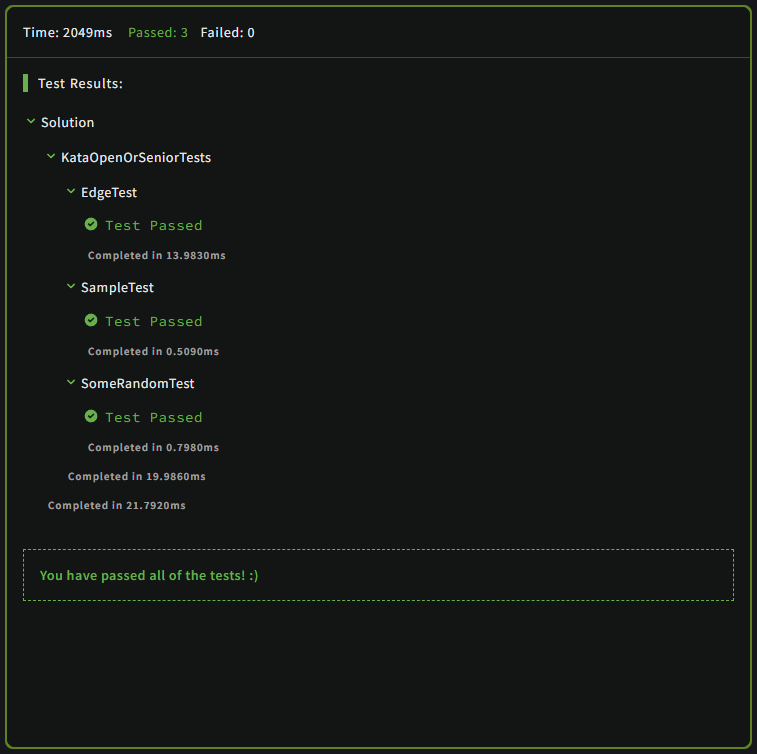 Time: 2049ms Passed: 3 Failed: 0
Test Results:
Solution
KataOpenOrSeniorTests
EdgeTest
Test Passed
Completed in 13.9830ms
SampleTest
Test Passed
Completed in 0.5090ms
SomeRandomTest
Test Passed
Completed in 0.7980ms
Completed in 19.9860ms
Completed in 21.7920ms
You have passed all of the tests! :)